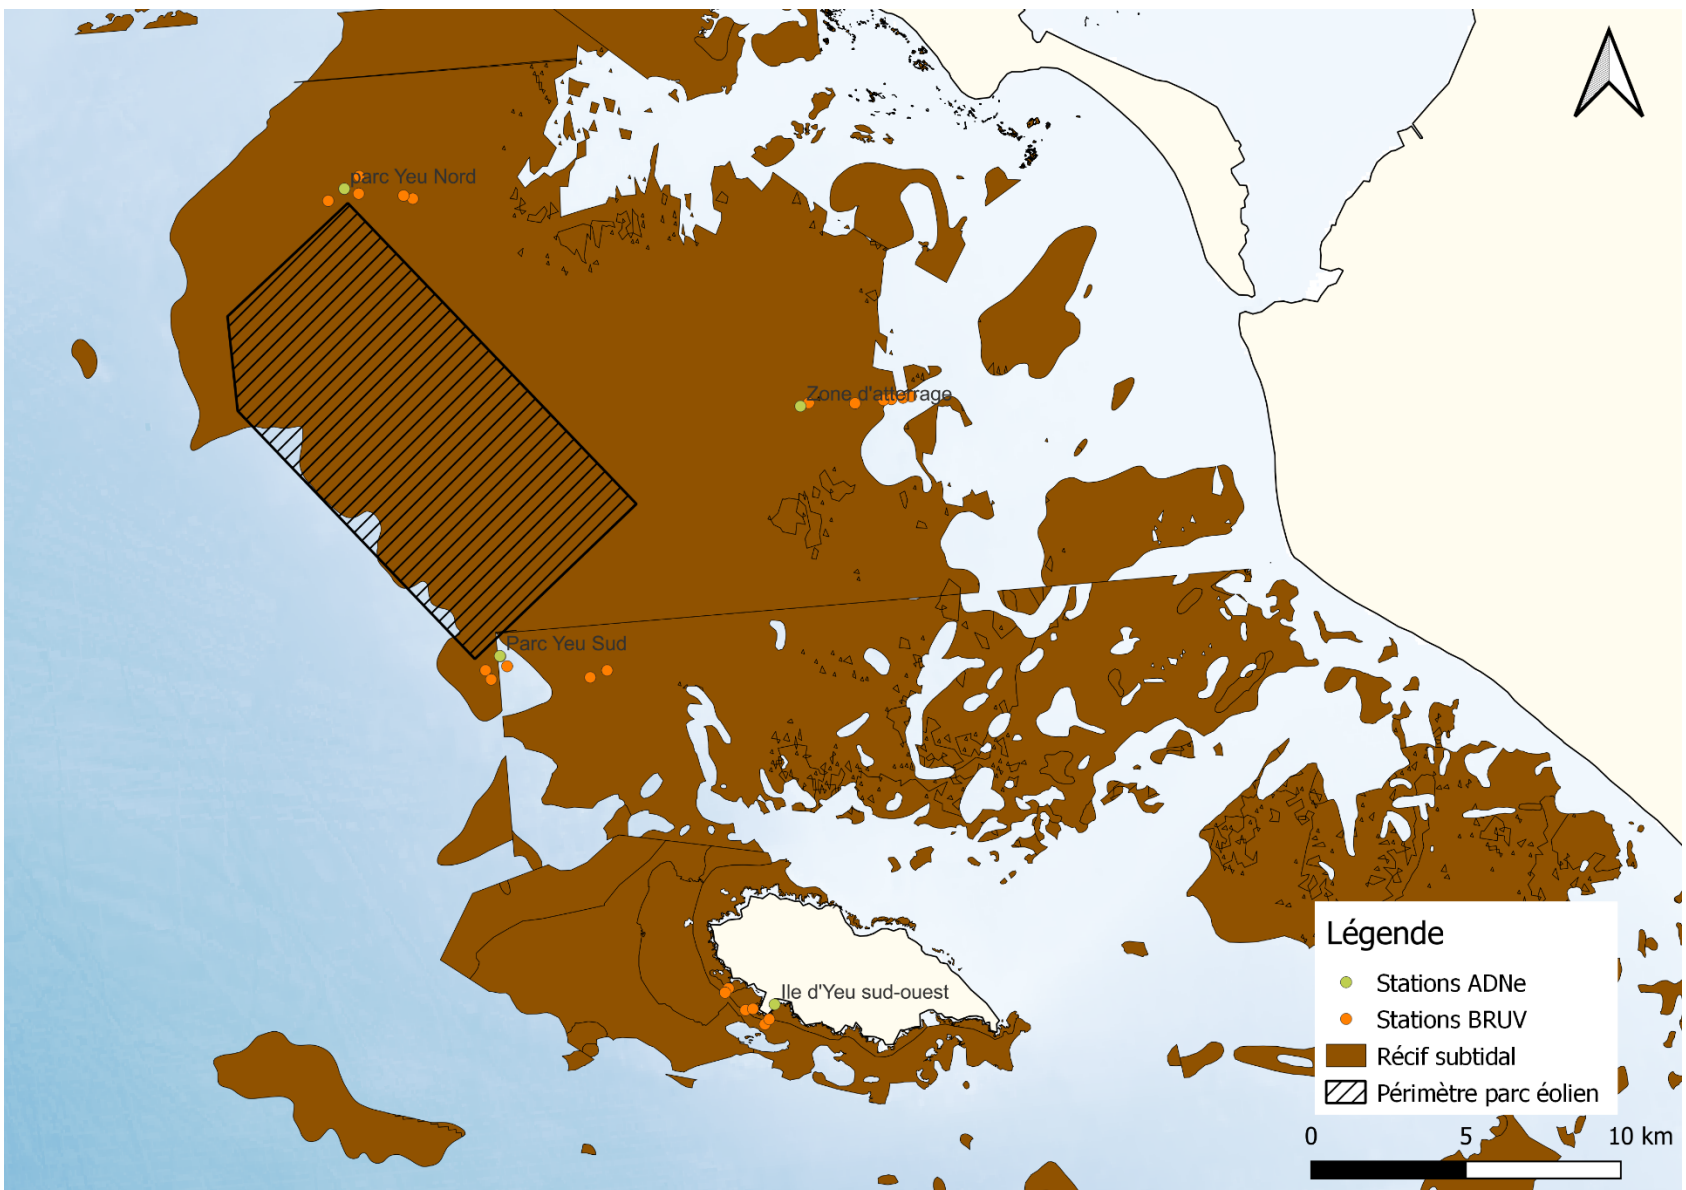 parc Yeu Nord
Zone d'atterrage
Parc Yeu Sud
Ile d'Yeu sud-ouest
Légende
Stations ADNe
Stations BRUV
Récif subtidal
Périmètre parc éolien
0 5 10 km